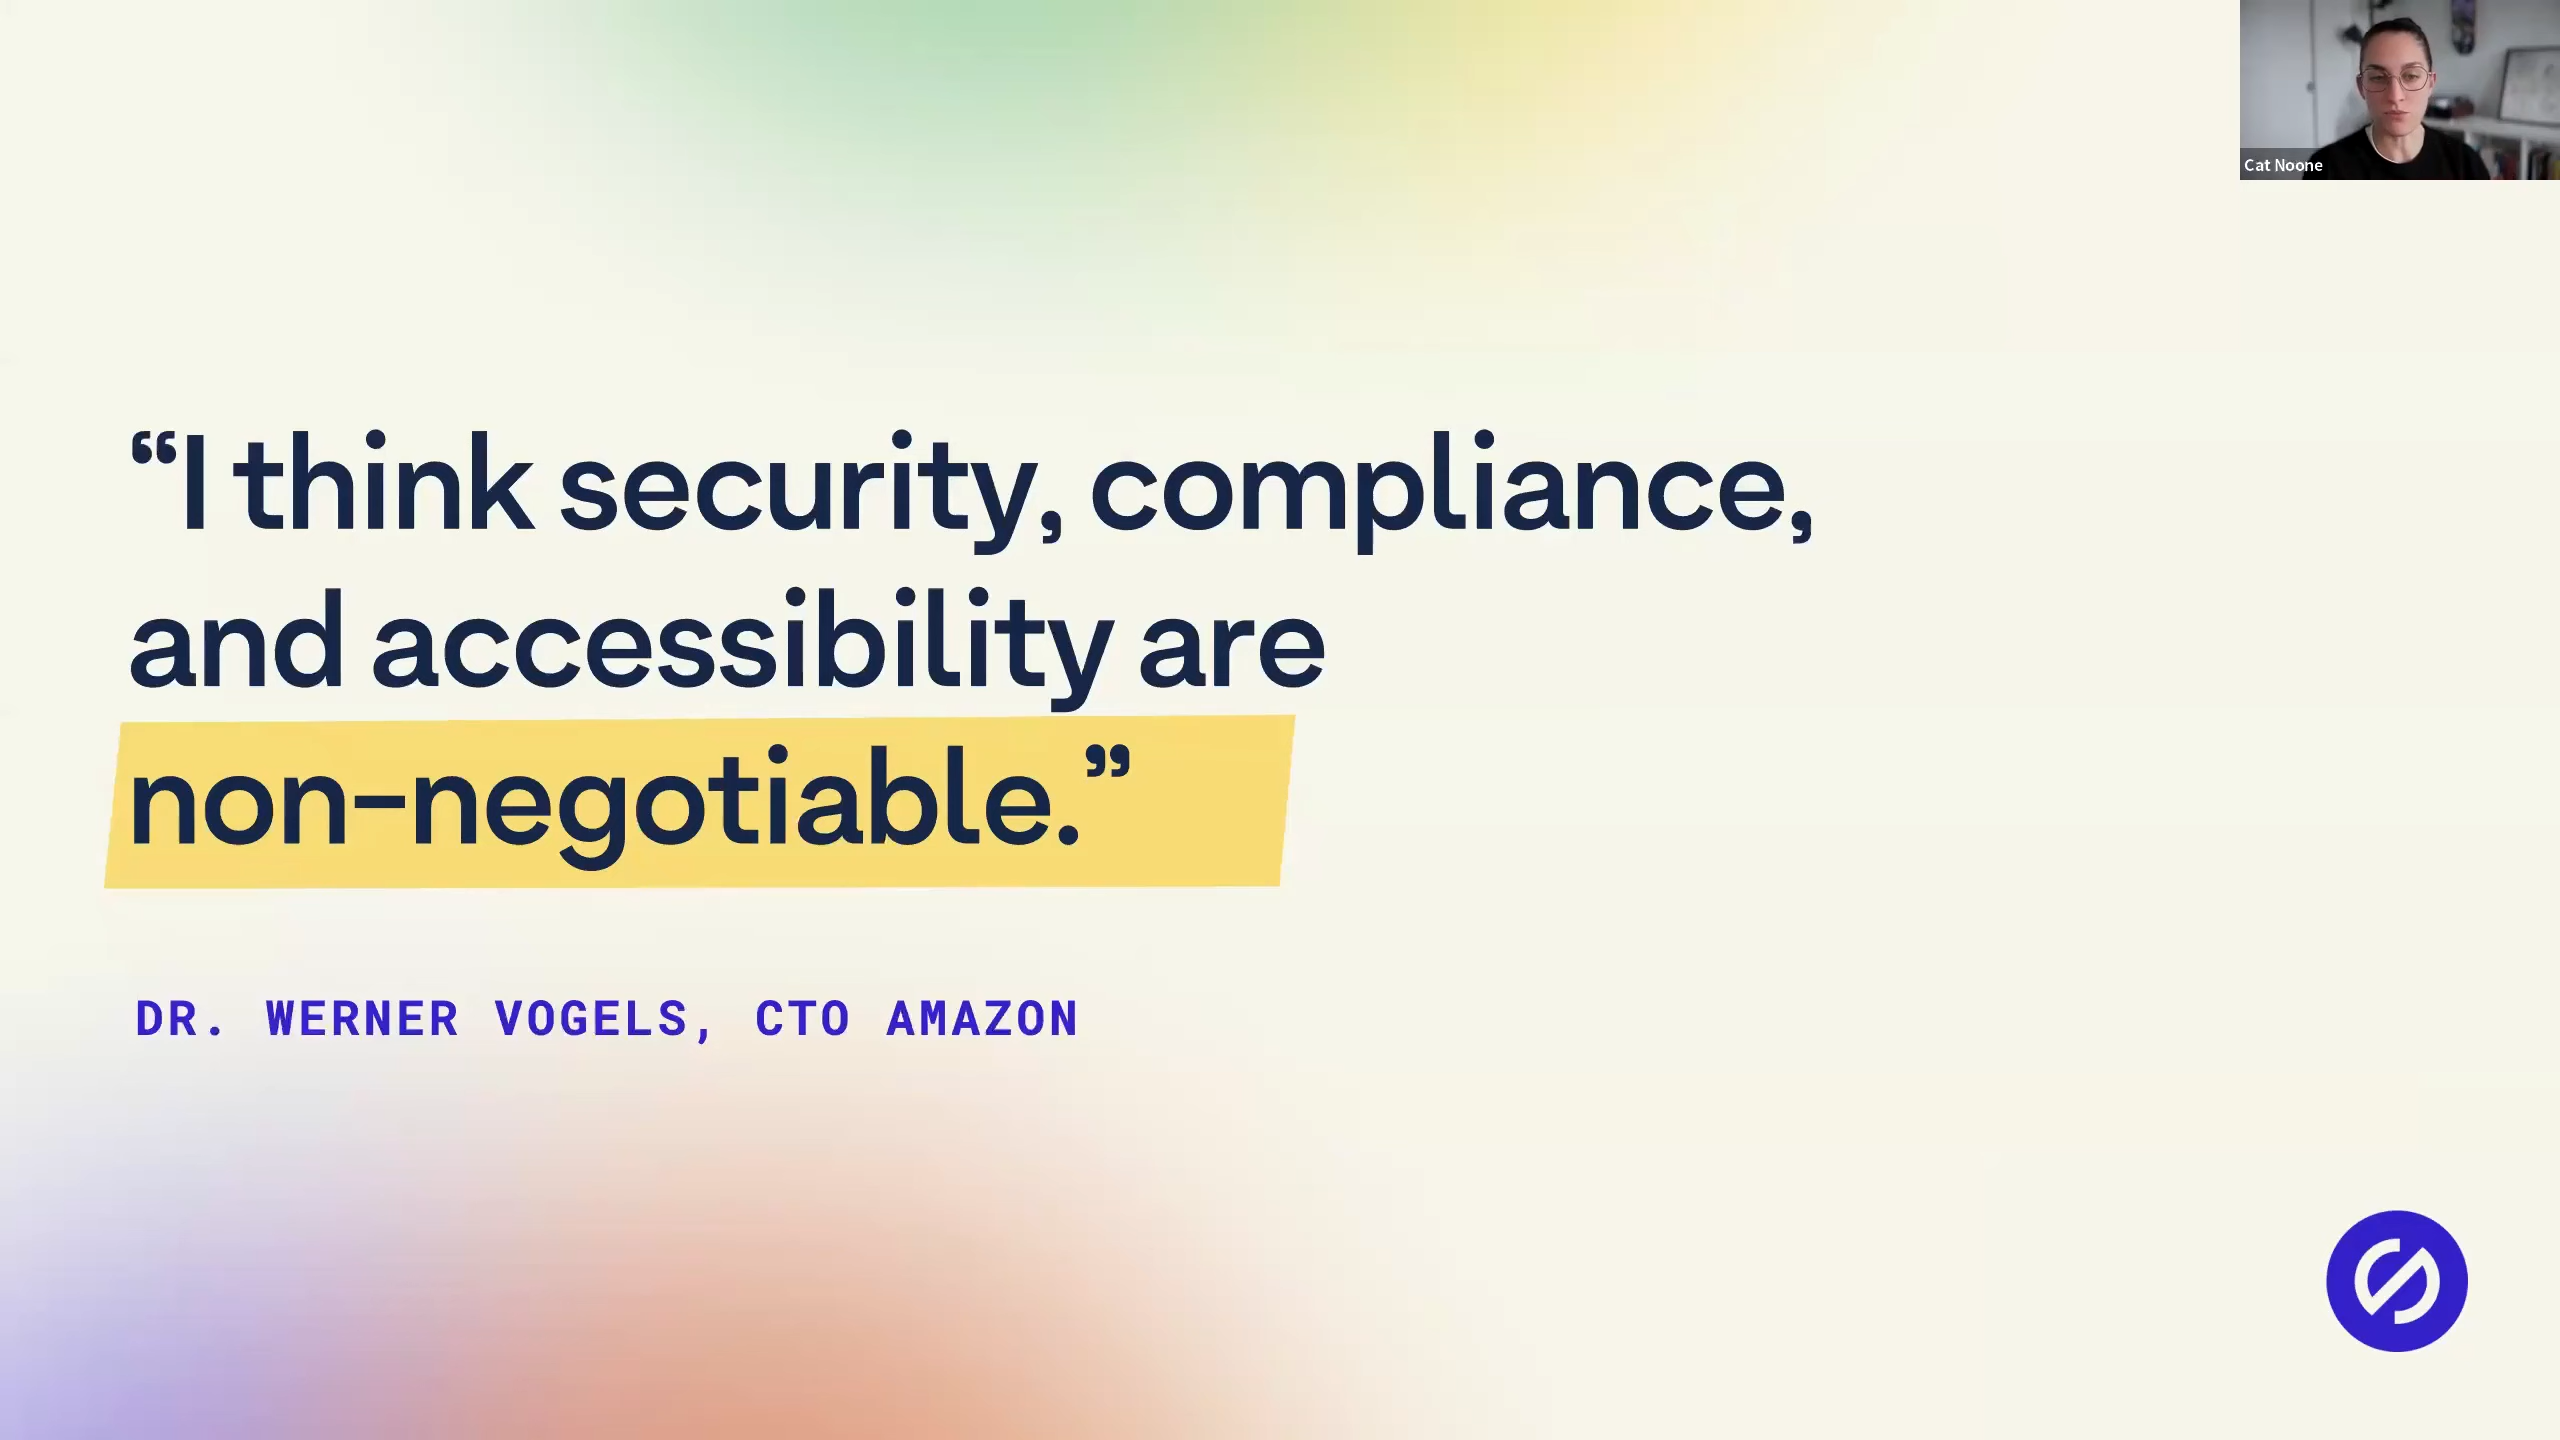 Cat Noone
“I think security, compliance,
and accessibility are
non-negotiable.”
DR. WERNER VOGELS, CTO AMAZON